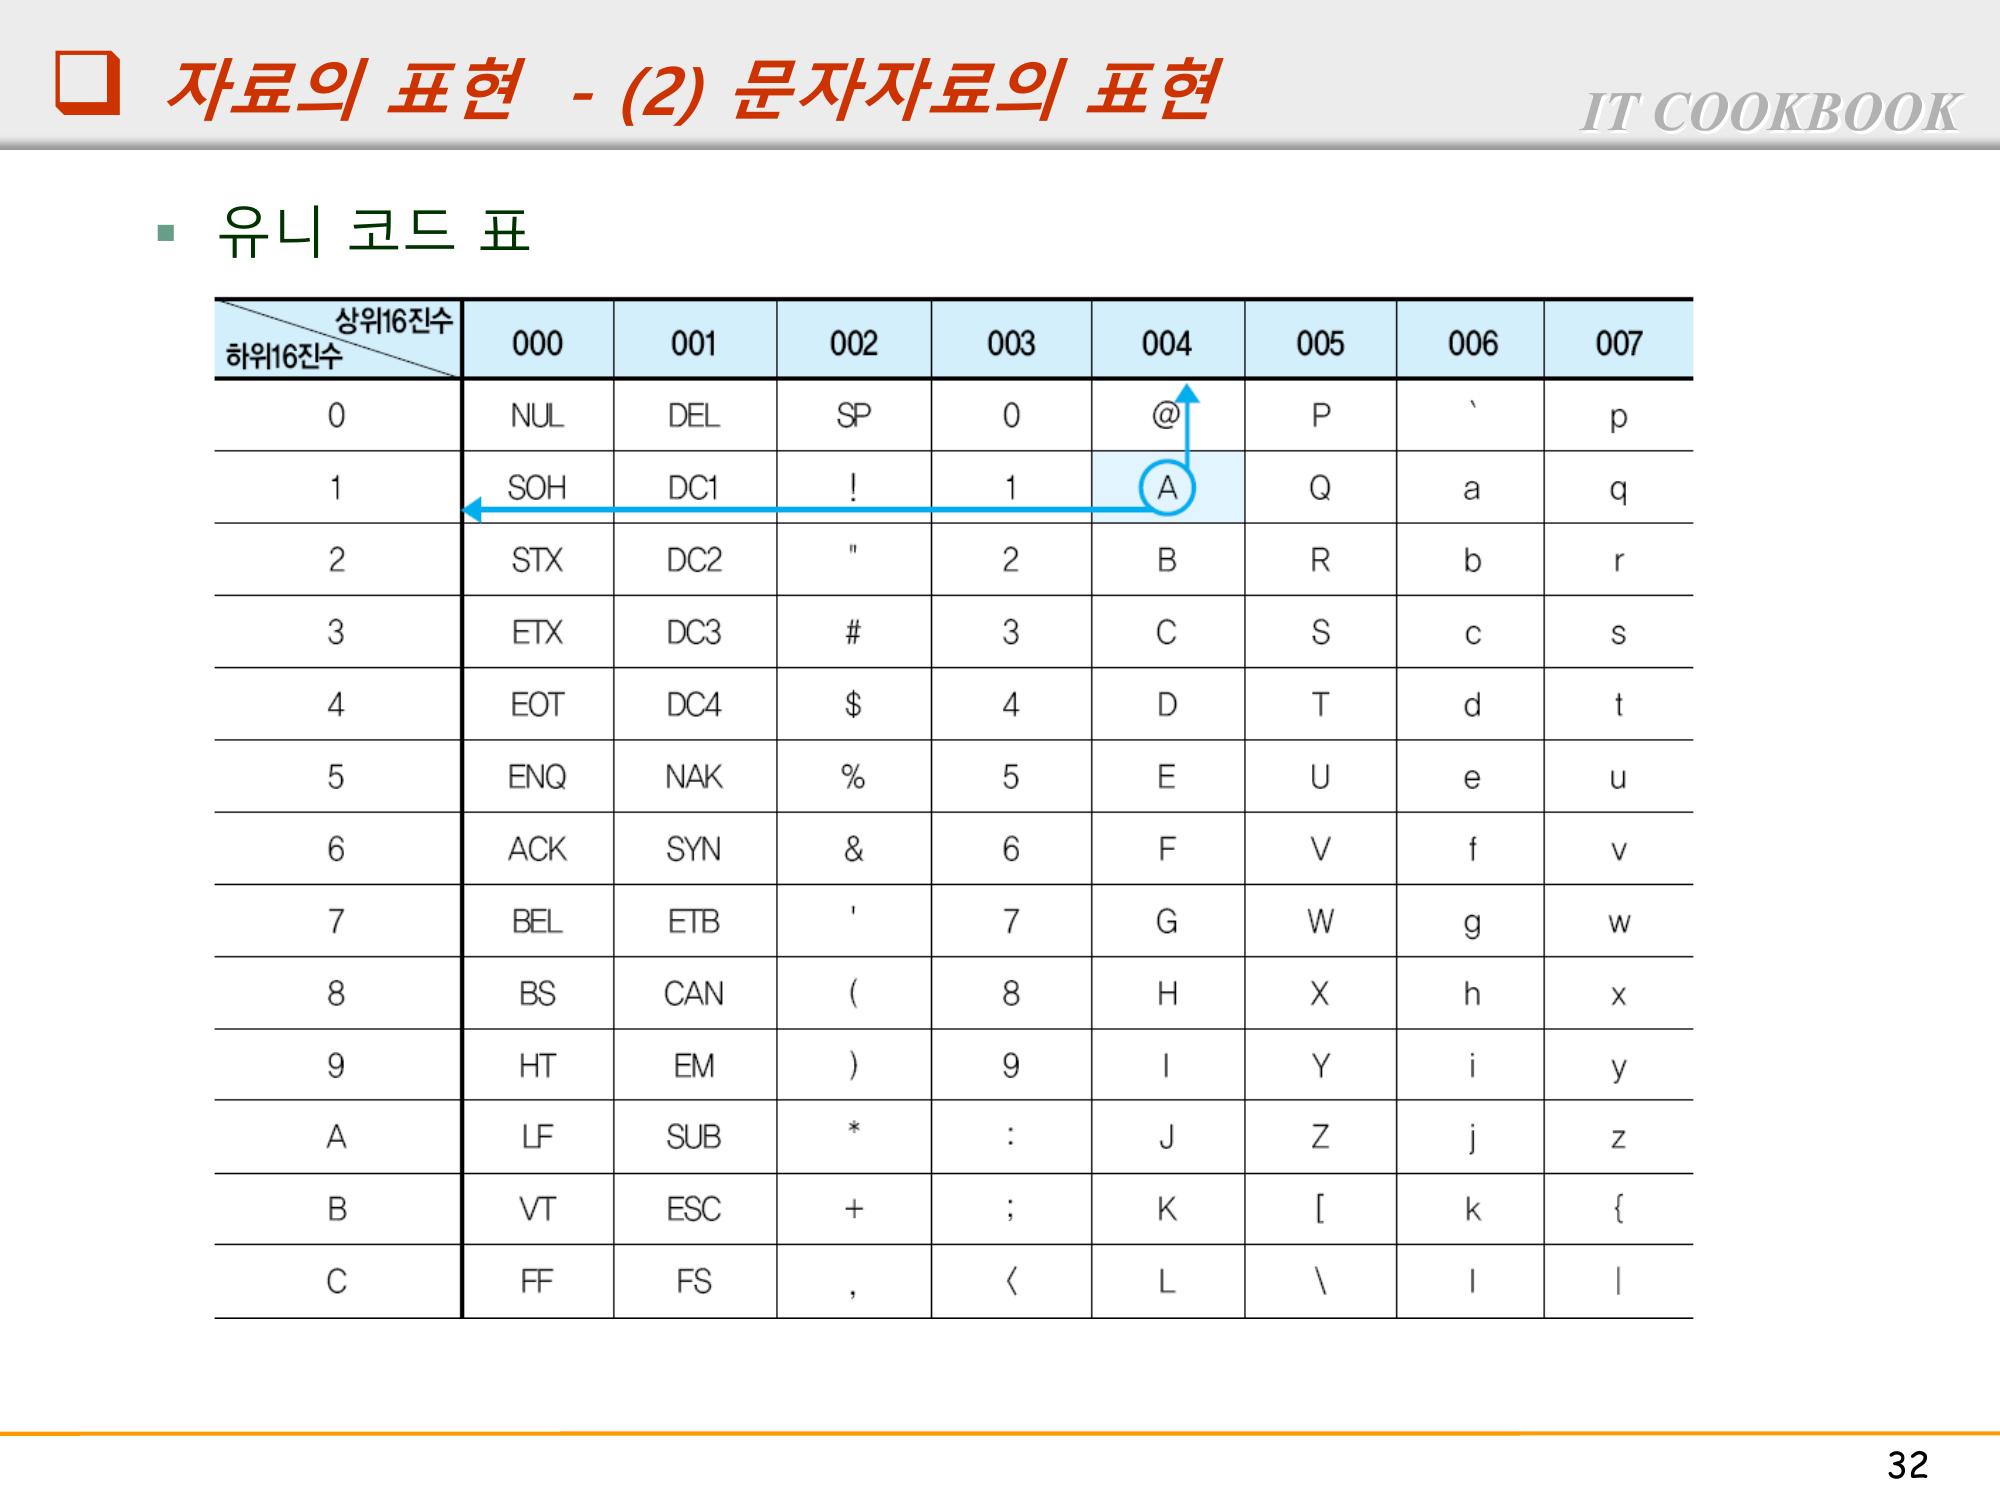 자료의 표현 - (2) 문자자료의 표현
IT COOKBOOK
유니 코드 표
상위16진수 하위16진수 000 001 002 003 004 005 006 007
0 NUL DEL SP 0 @ P ` p
1 SOH DC1 ! 1 A Q a q
2 STX DC2 " 2 B R b r
3 ETX DC3 # 3 C S c s
4 EOT DC4 $ 4 D T d t
5 ENQ NAK % 5 E U e u
6 ACK SYN & 6 F V f v
7 BEL ETB ' 7 G W g w
8 BS CAN ( 8 H X h x
9 HT EM ) 9 I Y i y
A LF SUB * : J Z j z
B VT ESC + ; K [ k {
C FF FS , 〈 L \ l |
32